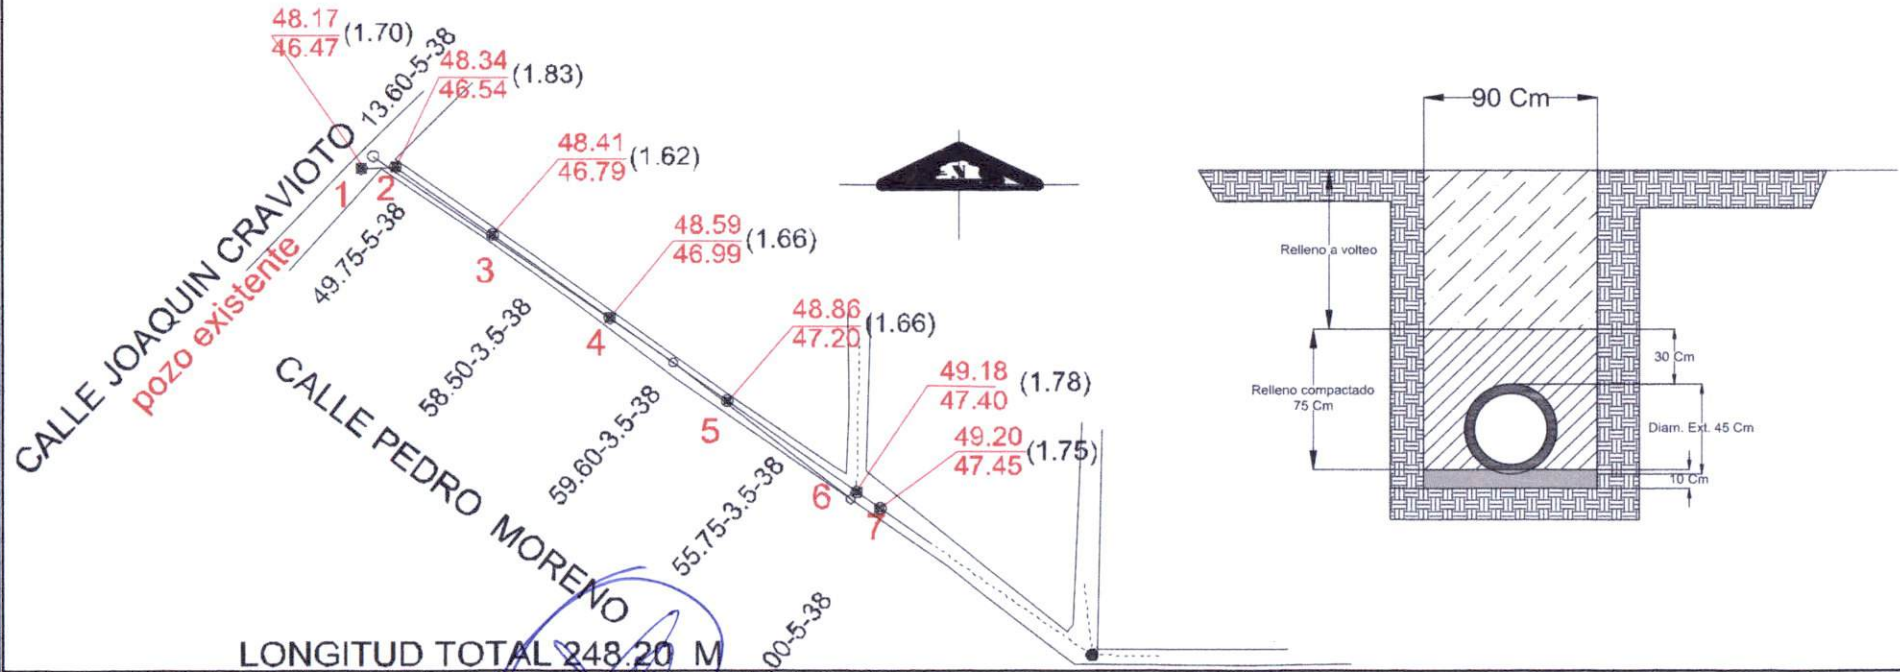 48.17
46.47
(1.70)
13.60-5-38
48.34
46.54
(1.83)
48.41
46.79
(1.62)
48.59
46.99
(1.66)
48.86
47.20
(1.66)
49.18
47.40
(1.78)
49.20
47.45
(1.75)
1
2
3
4
5
6
7
CALLE JOAQUIN CRAVIOTO
pozo existente
49.75-5-38
58.50-3.5-38
59.60-3.5-38
55.75-3.5-38
00-5-38
CALLE PEDRO MORENO
LONGITUD TOTAL 248.20 M
N
90 Cm
Relleno a volteo
30 Cm
Relleno compactado
75 Cm
Diam. Ext. 45 Cm
10 Cm